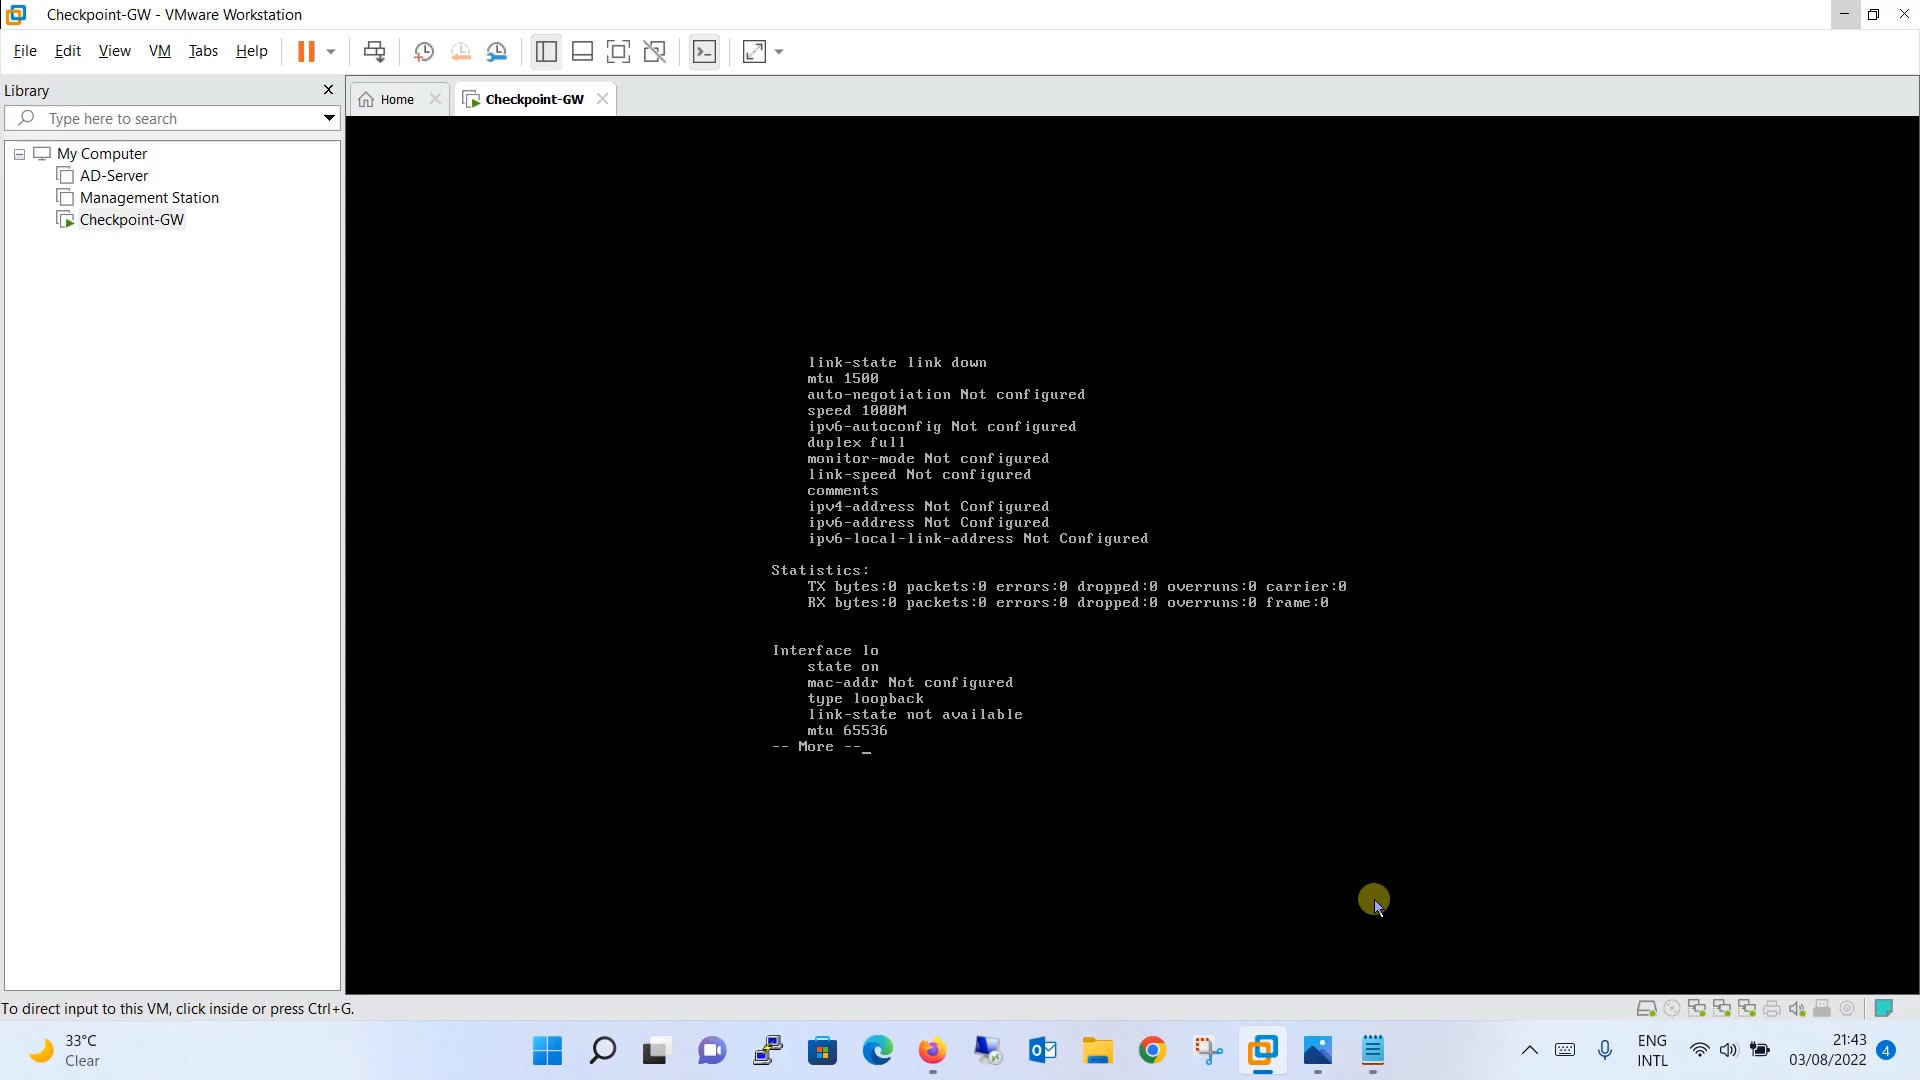 Checkpoint-GW - VMware Workstation
File Edit View VM Tabs Help
Library
Home
Checkpoint-GW
Type here to search
My Computer
AD-Server
Management Station
Checkpoint-GW
link-state link down
mtu 1500
auto-negotiation Not configured
speed 1000M
ipv6-autoconfig Not configured
duplex full
monitor-mode Not configured
link-speed Not configured
comments
ipv4-address Not Configured
ipv6-address Not Configured
ipv6-local-link-address Not Configured
Statistics:
TX bytes:0 packets:0 errors:0 dropped:0 overruns:0 carrier:0
RX bytes:0 packets:0 errors:0 dropped:0 overruns:0 frame:0
Interface lo
state on
mac-addr Not configured
type loopback
link-state not available
mtu 65536
-- More --_
To direct input to this VM, click inside or press Ctrl+G.
33°C
Clear
ENG
INTL
21:43
03/08/2022
4